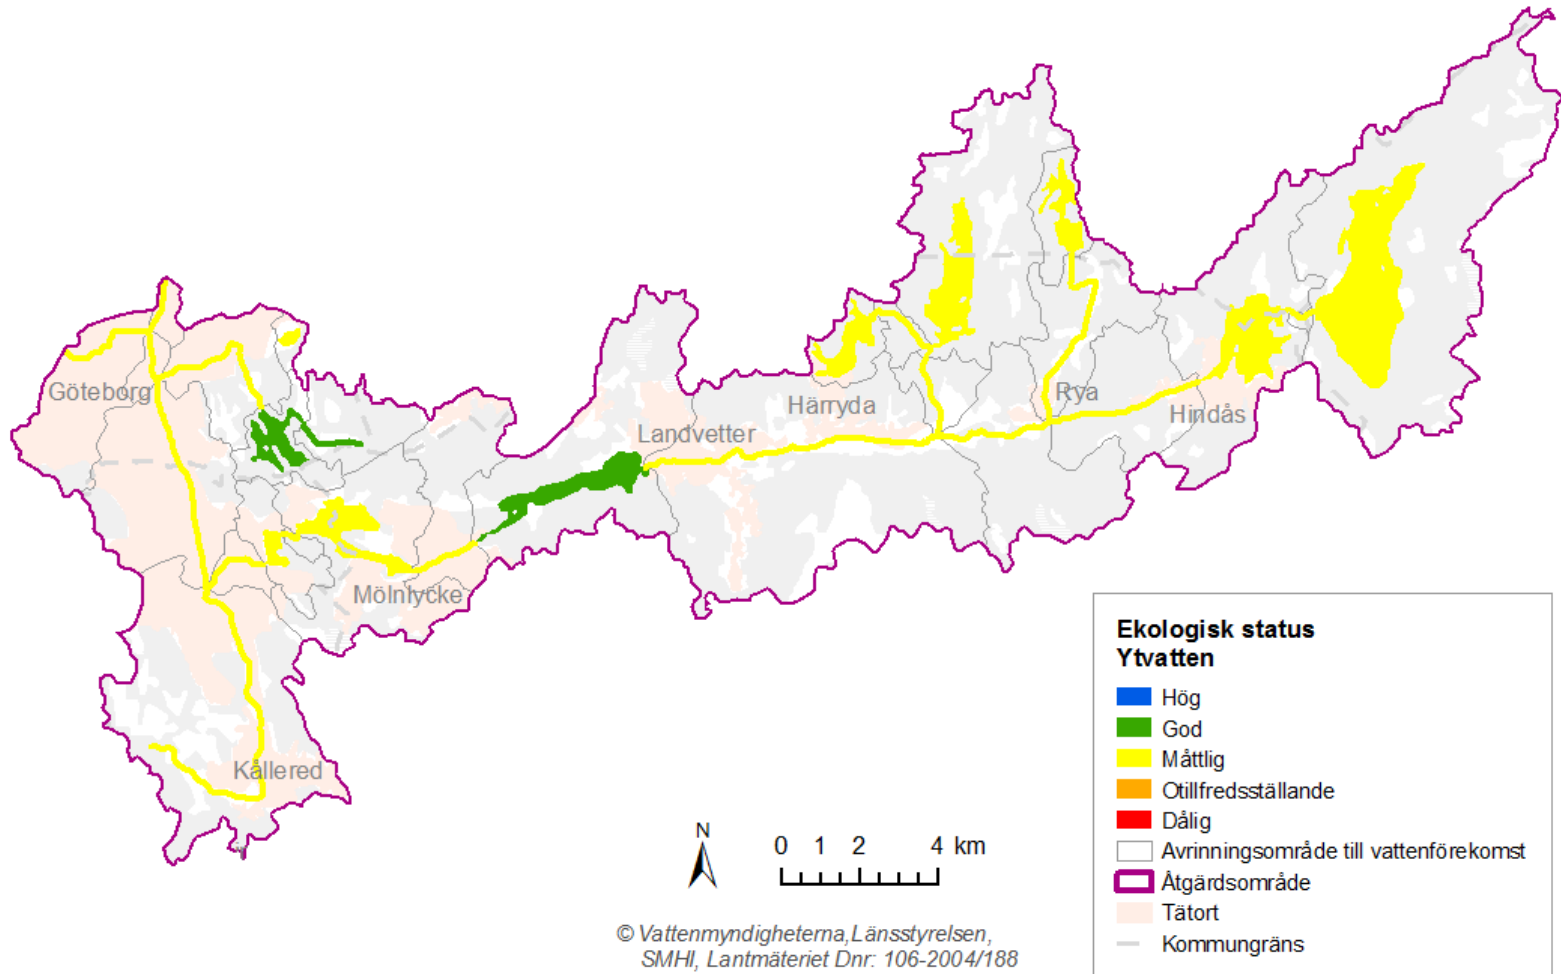 Göteborg
Landvetter
Härryda
Rya
Hindås
Mölnlycke
Kållered
N
0 1 2 4 km
© Vattenmyndigheterna,Länsstyrelsen,
SMHI, Lantmäteriet Dnr: 106-2004/188
Ekologisk status
Ytvatten
Hög
God
Måttlig
Otillfredsställande
Dålig
Avrinningsområde till vattenförekomst
Åtgärdsområde
Tätort
Kommungräns